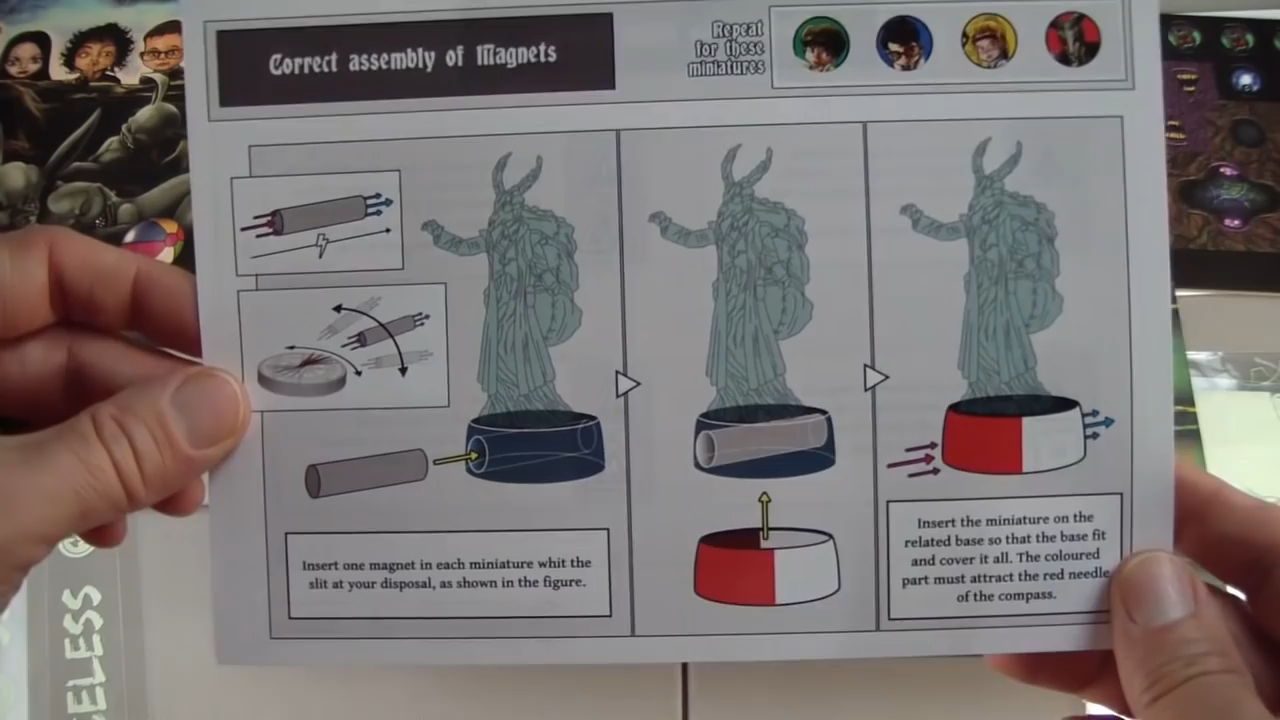 Correct assembly of Magnets
Repeat
for these
miniatures
Insert one magnet in each miniature whit the
slit at your disposal, as shown in the figure.
Insert the miniature on the
related base so that the base fit
and cover it all. The coloured
part must attract the red needle
of the compass.